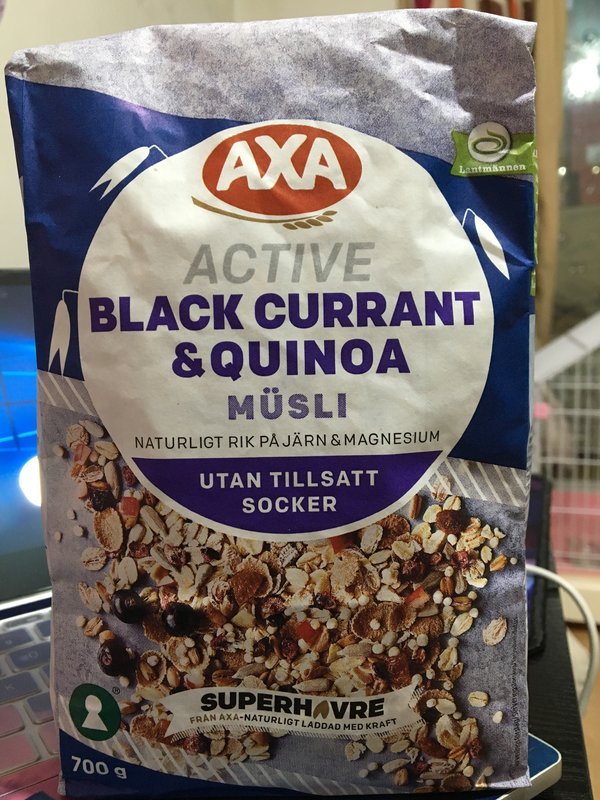 AXA
Lantmännen
ACTIVE
BLACK CURRANT
& QUINOA
MÜSLI
NATURLIGT RIK PÅ JÄRN & MAGNESIUM
UTAN TILLSATT
SOCKER
SUPERHAVRE
FRÅN AXA-NATURLIGT LADDAD MED KRAFT
®
700 g